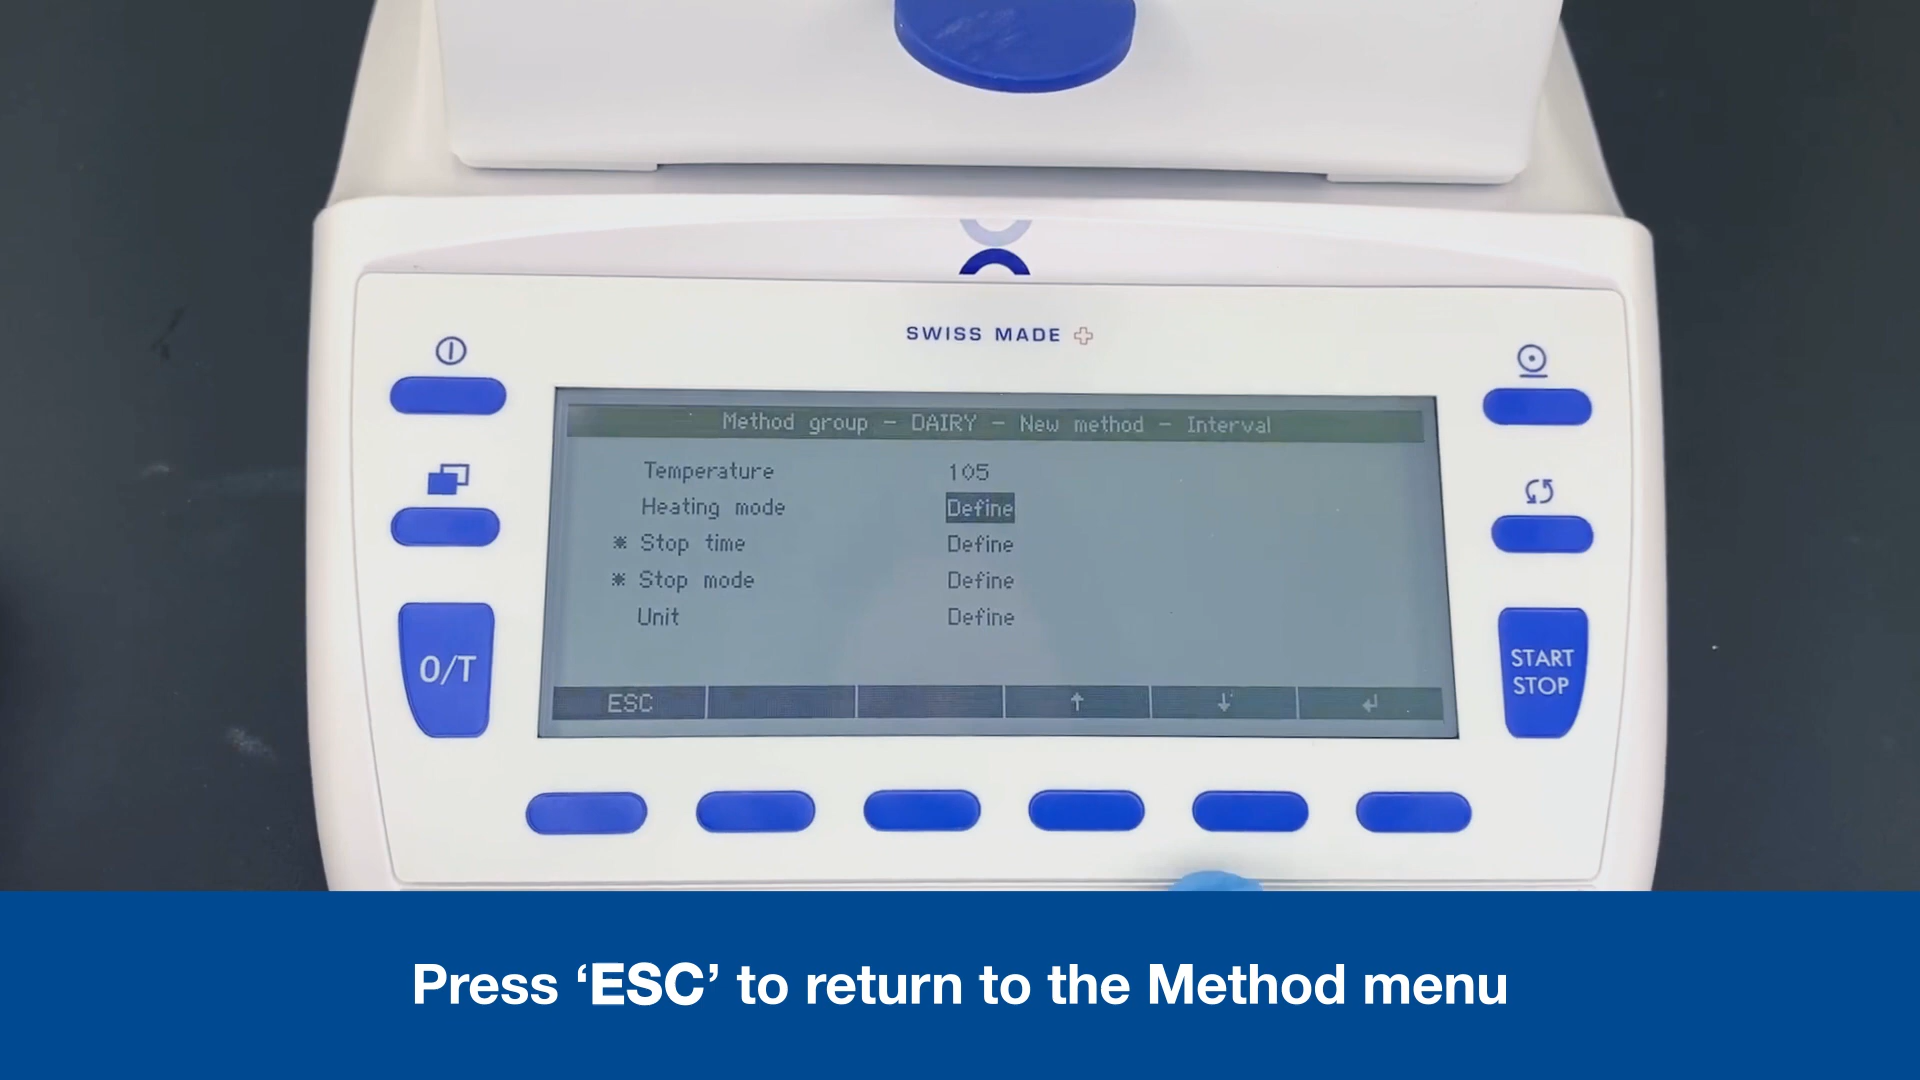 SWISS MADE
Method group - DAIRY - New method - Interval
Temperature 105
Heating mode Define
* Stop time Define
* Stop mode Define
Unit Define
ESC ↑ ↓ ↵
0/T
START
STOP
Press ‘ESC’ to return to the Method menu